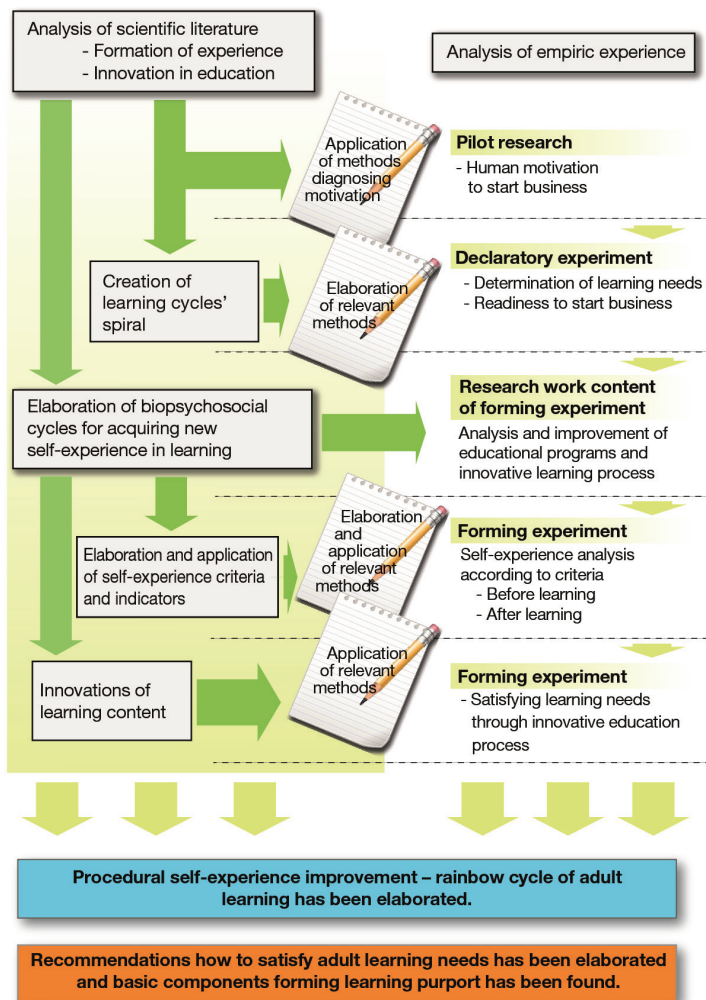 Analysis of scientific literature
- Formation of experience
- Innovation in education
Analysis of empiric experience
Application
of methods
diagnosing
motivation
Pilot research
- Human motivation
to start business
Creation of
learning cycles’
spiral
Elaboration
of relevant
methods
Declaratory experiment
- Determination of learning needs
- Readiness to start business
Elaboration of biopsychosocial
cycles for acquiring new
self-experience in learning
Research work content
of forming experiment
Analysis and improvement of
educational programs and
innovative learning process
Elaboration and application
of self-experience criteria
and indicators
Elaboration
and
application
of relevant
methods
Forming experiment
Self-experience analysis
according to criteria
- Before learning
- After learning
Innovations of
learning content
Application
of relevant
methods
Forming experiment
- Satisfying learning needs
through innovative education
process
Procedural self-experience improvement – rainbow cycle of adult
learning has been elaborated.
Recommendations how to satisfy adult learning needs has been elaborated
and basic components forming learning purport has been found.